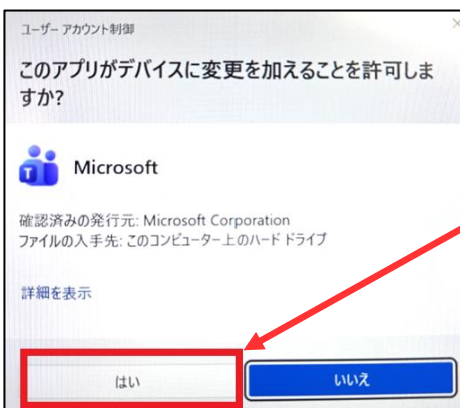 ユーザー アカウント制御
このアプリがデバイスに変更を加えることを許可しま
すか?
T
Microsoft
確認済みの発行元: Microsoft Corporation
ファイルの入手先: このコンピューター上のハード ドライブ
詳細を表示
はい
いいえ